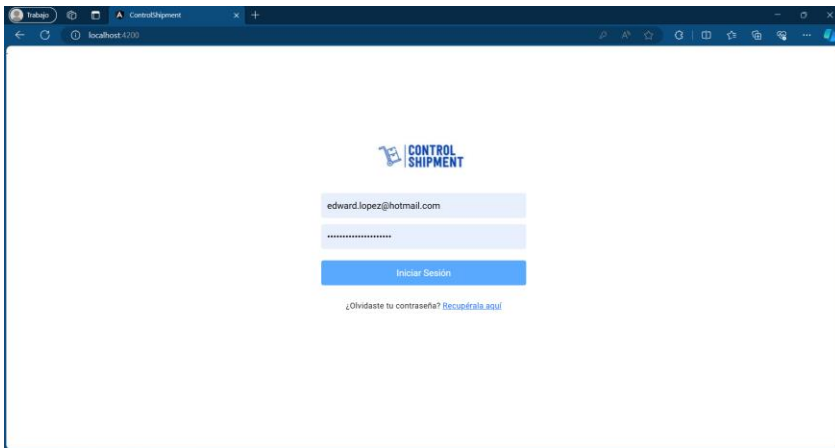 Trabajo
ControlShipment
localhost:4200
CONTROL
SHIPMENT
edward.lopez@hotmail.com
Iniciar Sesión
¿Olvidaste tu contraseña? Recupérala aquí